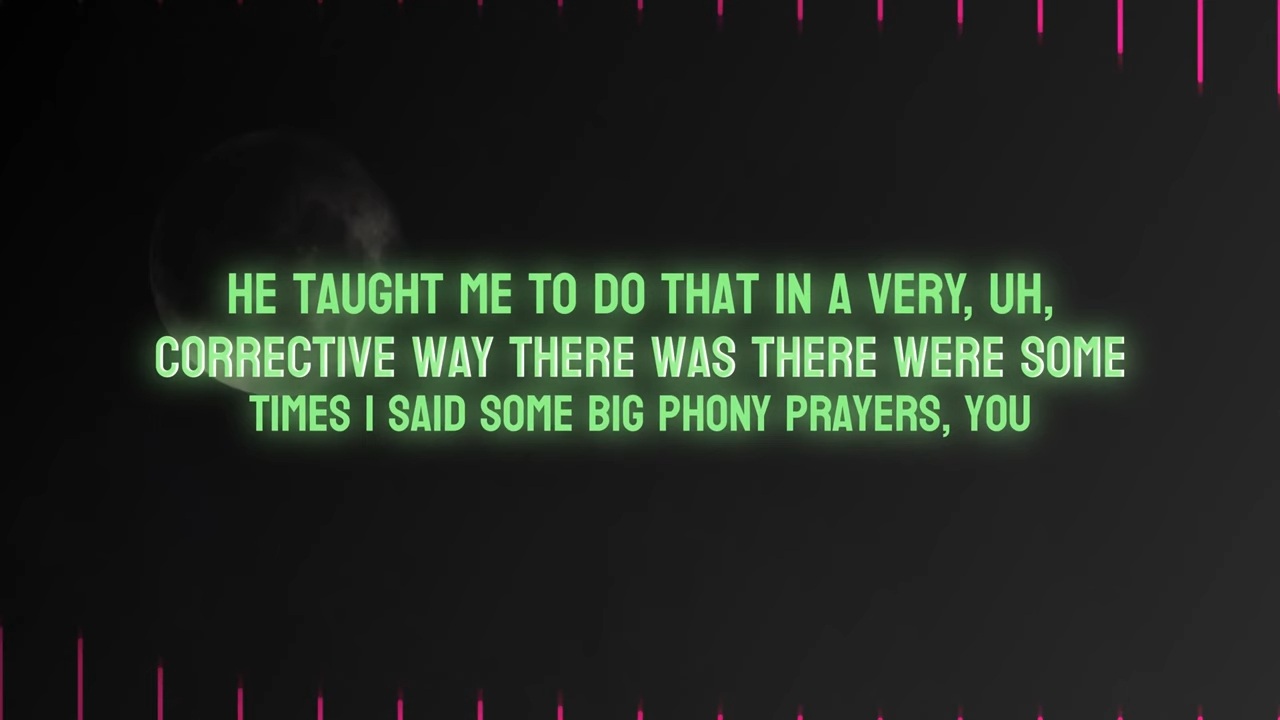 HE TAUGHT ME TO DO THAT IN A VERY, UH,
CORRECTIVE WAY THERE WAS THERE WERE SOME
TIMES I SAID SOME BIG PHONY PRAYERS, YOU